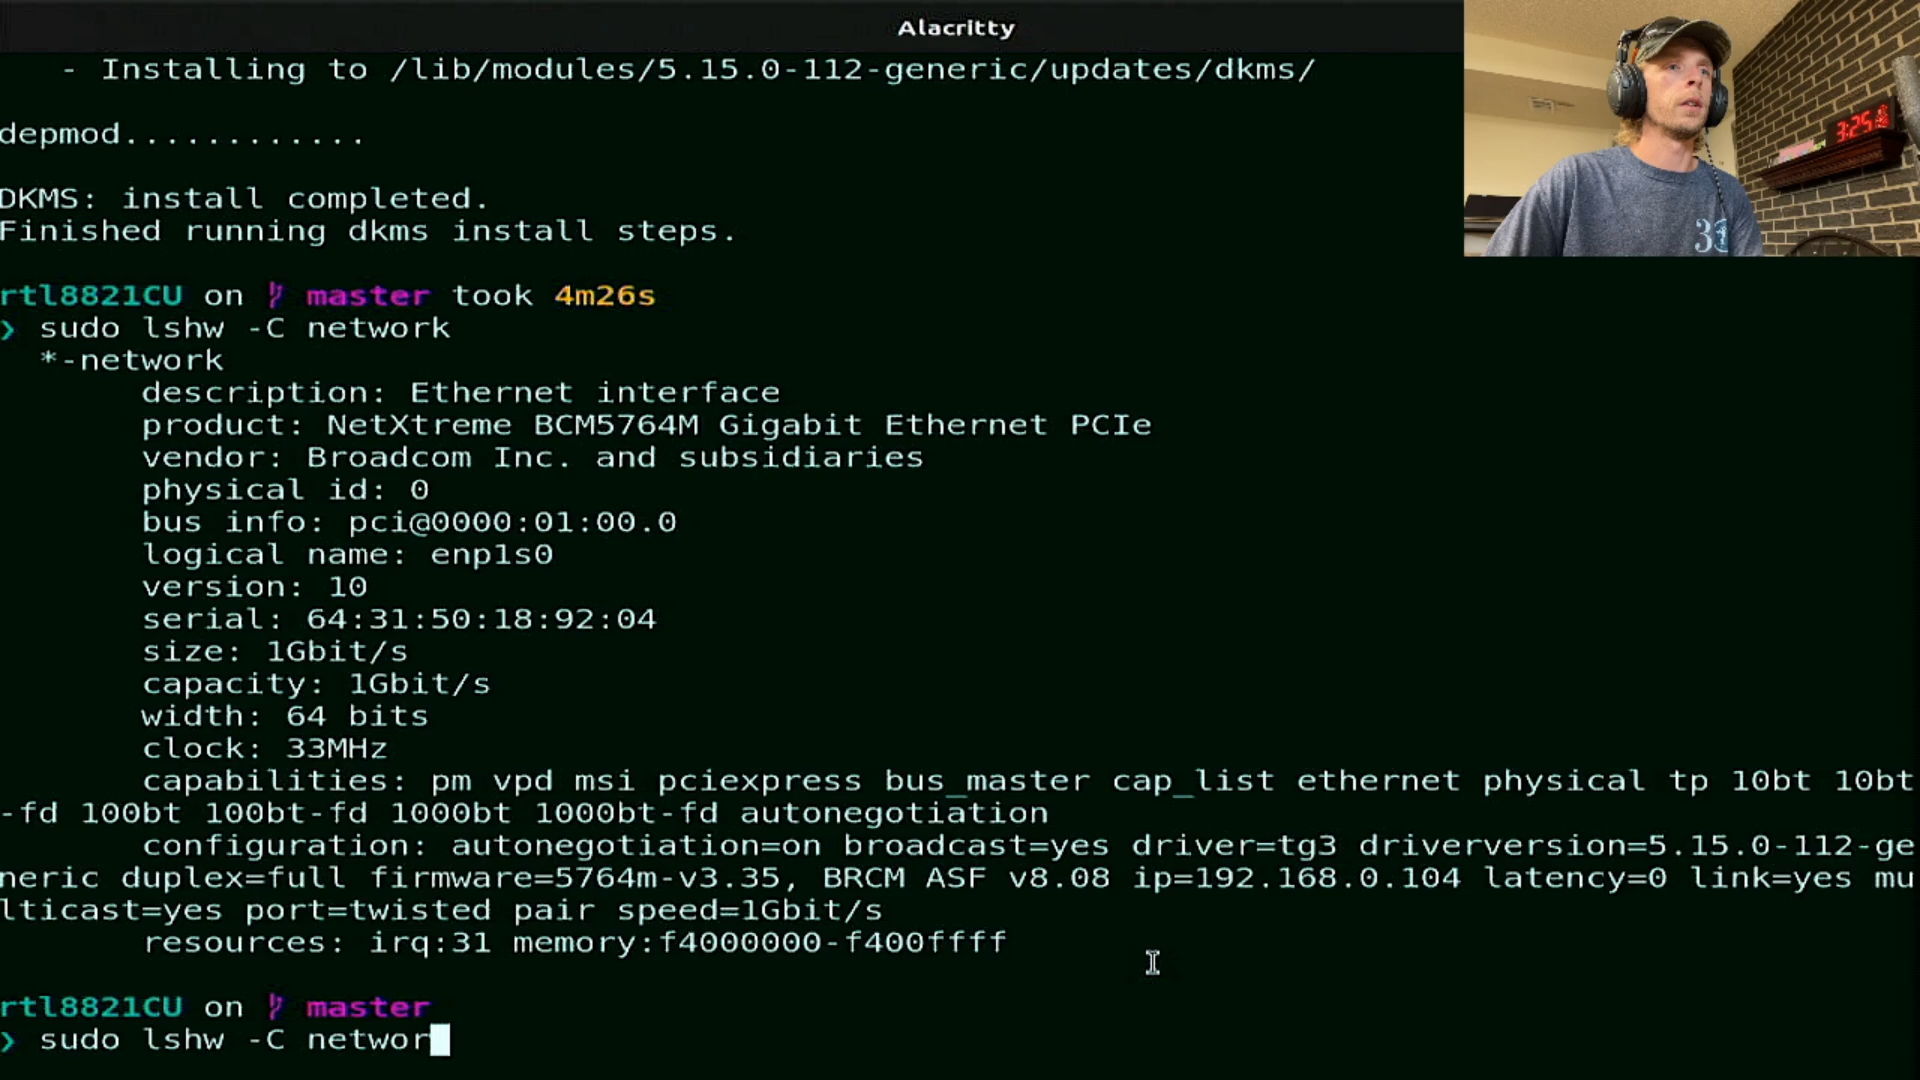 Alacritty
- Installing to /lib/modules/5.15.0-112-generic/updates/dkms/
depmod............
DKMS: install completed.
Finished running dkms install steps.
rtl8821CU on master took 4m26s
❯ sudo lshw -C network
*-network
description: Ethernet interface
product: NetXtreme BCM5764M Gigabit Ethernet PCIe
vendor: Broadcom Inc. and subsidiaries
physical id: 0
bus info: pci@0000:01:00.0
logical name: enp1s0
version: 10
serial: 64:31:50:18:92:04
size: 1Gbit/s
capacity: 1Gbit/s
width: 64 bits
clock: 33MHz
capabilities: pm vpd msi pciexpress bus_master cap_list ethernet physical tp 10bt 10bt
-fd 100bt 100bt-fd 1000bt 1000bt-fd autonegotiation
configuration: autonegotiation=on broadcast=yes driver=tg3 driverversion=5.15.0-112-ge
neric duplex=full firmware=5764m-v3.35, BRCM ASF v8.08 ip=192.168.0.104 latency=0 link=yes mu
lticast=yes port=twisted pair speed=1Gbit/s
resources: irq:31 memory:f4000000-f400ffff
rtl8821CU on master
❯ sudo lshw -C networ
3:25